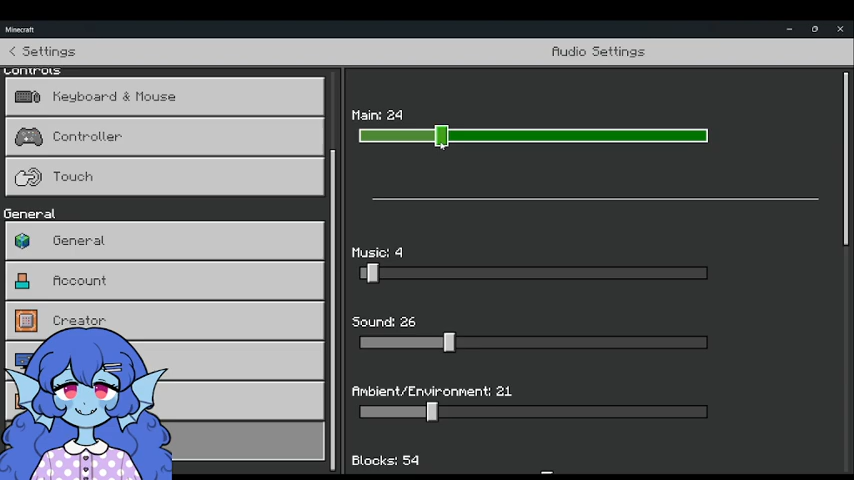 Minecraft
< Settings
Audio Settings
Controls
Keyboard & Mouse
Controller
Touch
General
General
Account
Creator
Main: 24
Music: 4
Sound: 26
Ambient/Environment: 21
Blocks: 54